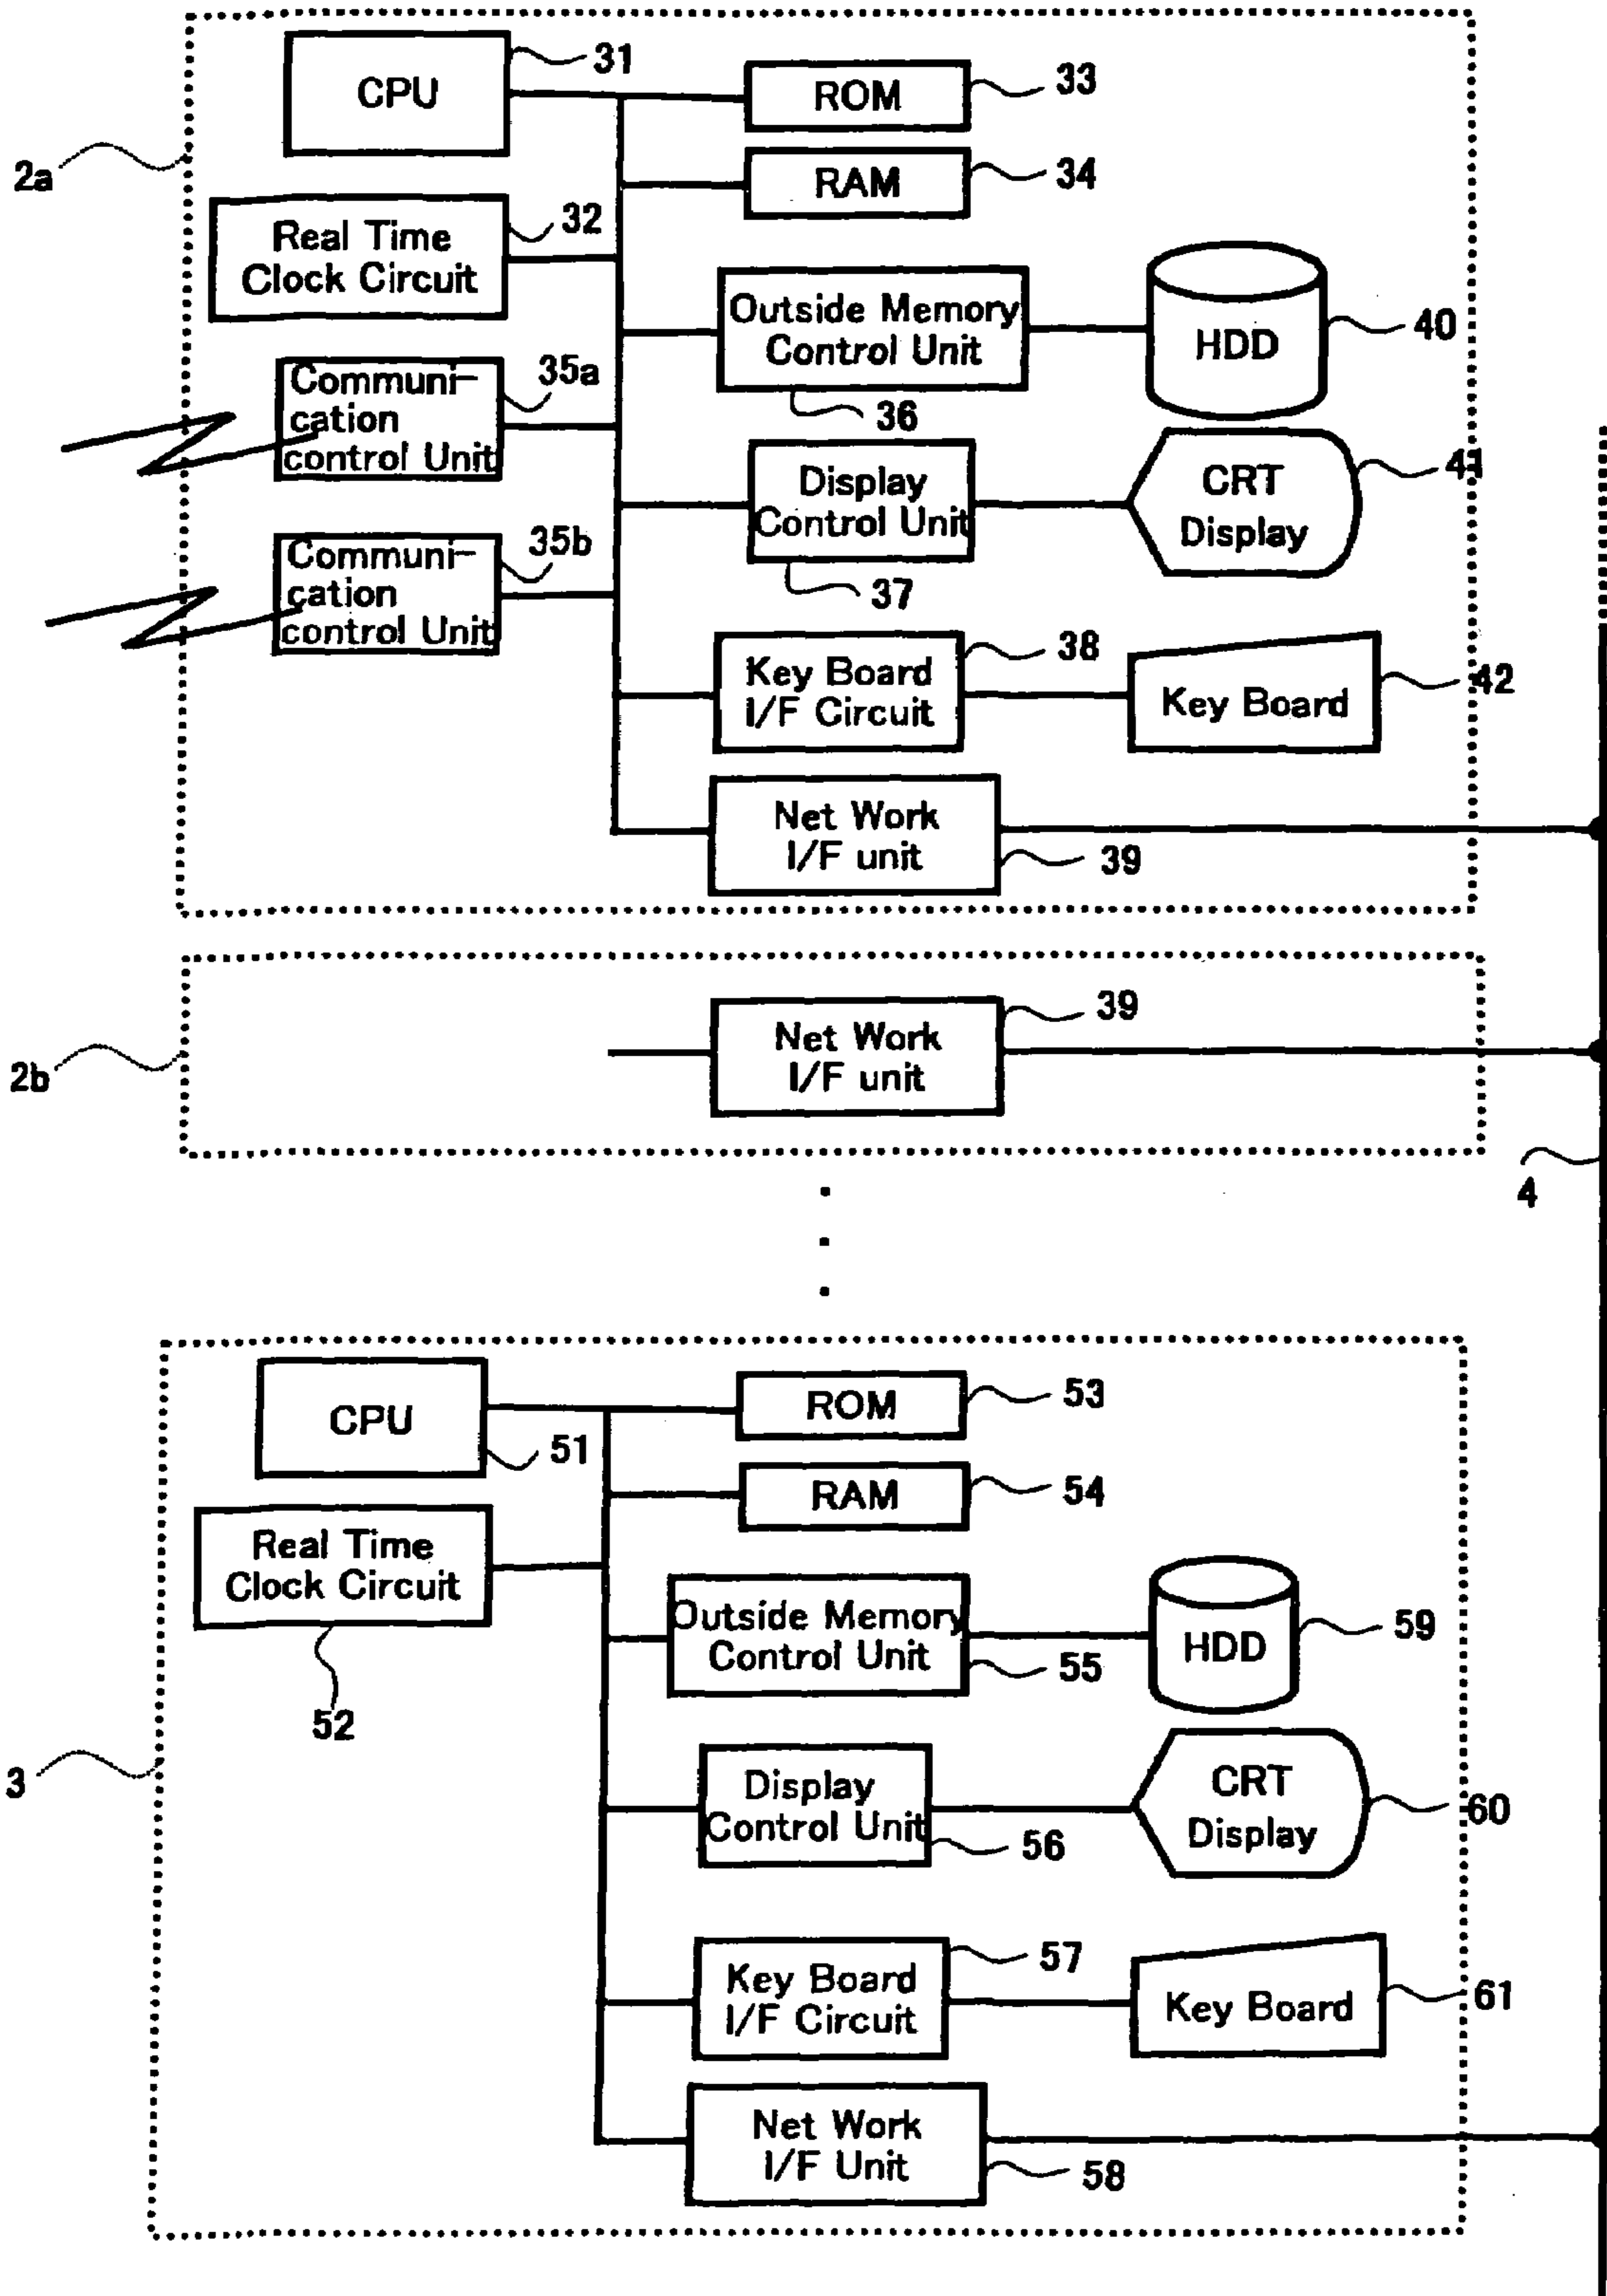 CPU
31
ROM
33
2a
RAM
34
Real Time
Clock Circuit
32
Outside Memory
Control Unit
36
HDD
40
Communi-
cation
control Unit
35a
Display
Control Unit
37
CRT
Display
41
Communi-
cation
control Unit
35b
Key Board
I/F Circuit
38
Key Board
42
Net Work
I/F unit
39
2b
Net Work
I/F unit
39
4
CPU
51
ROM
53
RAM
54
Real Time
Clock Circuit
52
Outside Memory
Control Unit
55
HDD
59
3
Display
Control Unit
56
CRT
Display
60
Key Board
I/F Circuit
57
Key Board
61
Net Work
I/F Unit
58